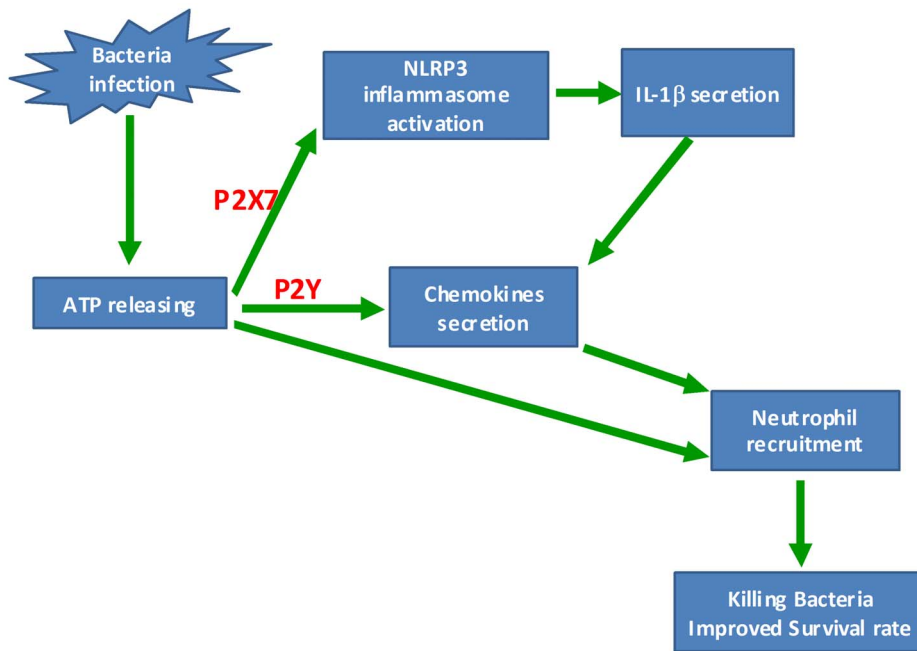 Bacteria
infection
NLRP3
inflammasome
activation
IL-1β secretion
P2X7
ATP releasing
P2Y
Chemokines
secretion
Neutrophil
recruitment
Killing Bacteria
Improved Survival rate